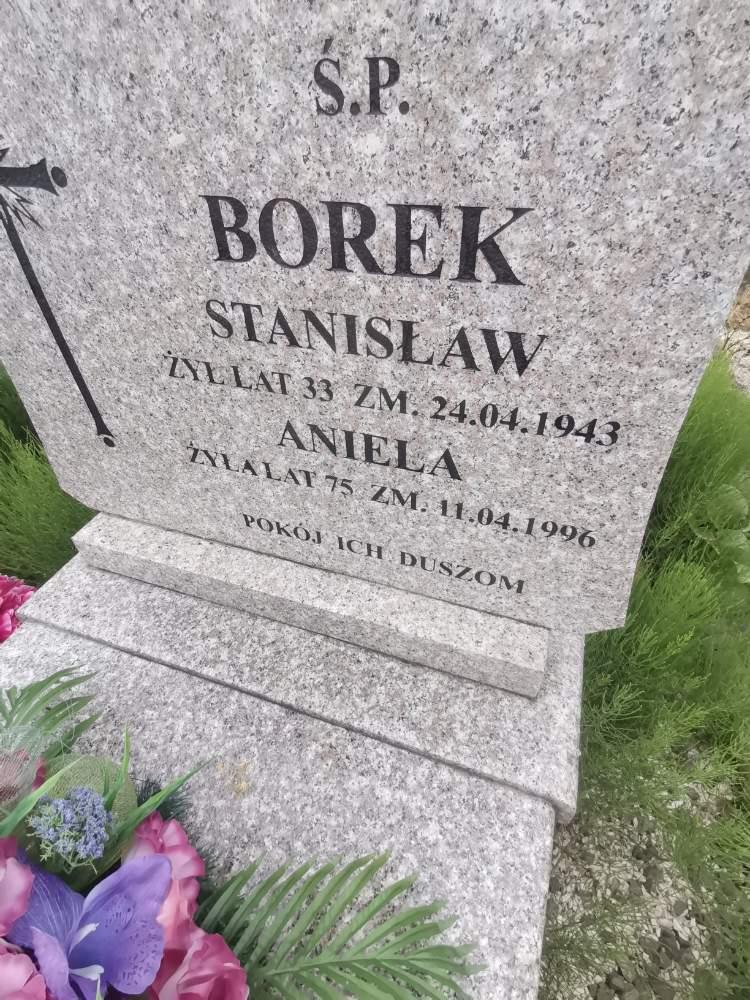 Ś.P.
BOREK
STANISŁAW
ŻYŁ LAT 33 ZM. 24.04.1943
ANIELA
ŻYŁA LAT 75 ZM. 11.04.1996
POKÓJ ICH DUSZOM